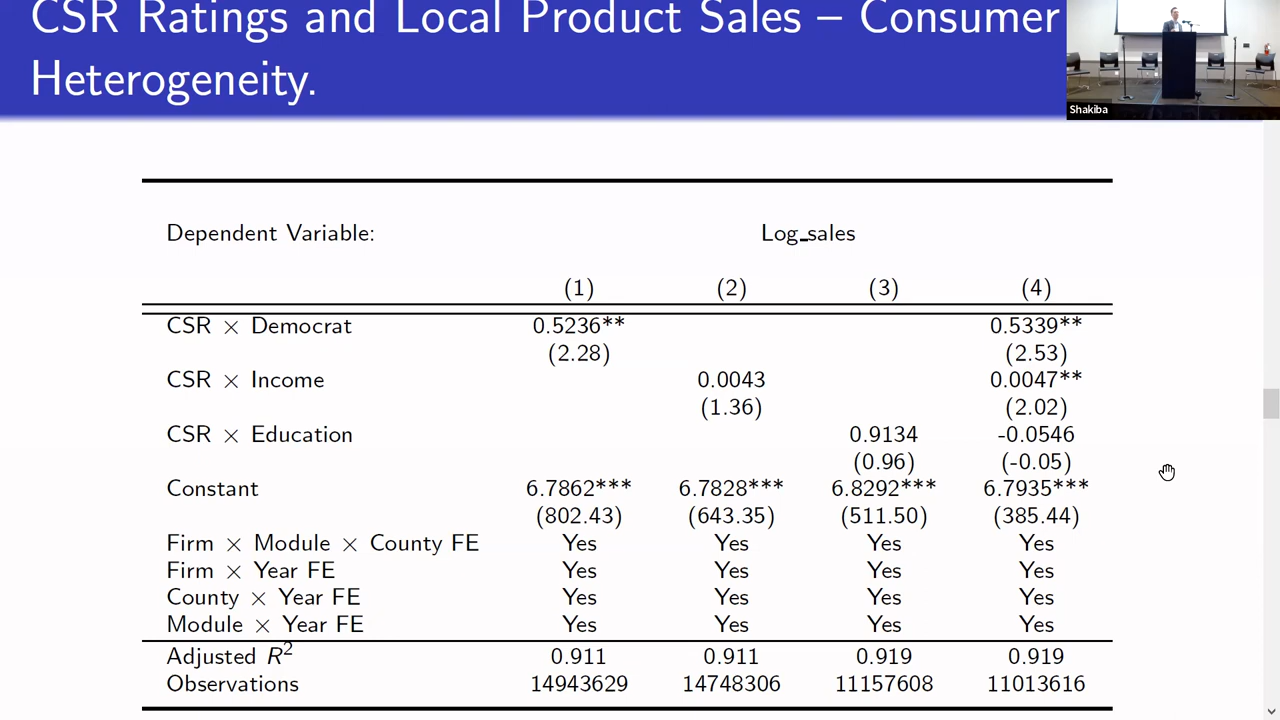 CSR Ratings and Local Product Sales – Consumer
Heterogeneity.
Shakiba
Dependent Variable: Log_sales
(1) (2) (3) (4)
CSR × Democrat 0.5236** 0.5339**
(2.28) (2.53)
CSR × Income 0.0043 0.0047**
(1.36) (2.02)
CSR × Education 0.9134 -0.0546
(0.96) (-0.05)
Constant 6.7862*** 6.7828*** 6.8292*** 6.7935***
(802.43) (643.35) (511.50) (385.44)
Firm × Module × County FE Yes Yes Yes Yes
Firm × Year FE Yes Yes Yes Yes
County × Year FE Yes Yes Yes Yes
Module × Year FE Yes Yes Yes Yes
Adjusted R² 0.911 0.911 0.919 0.919
Observations 14943629 14748306 11157608 11013616